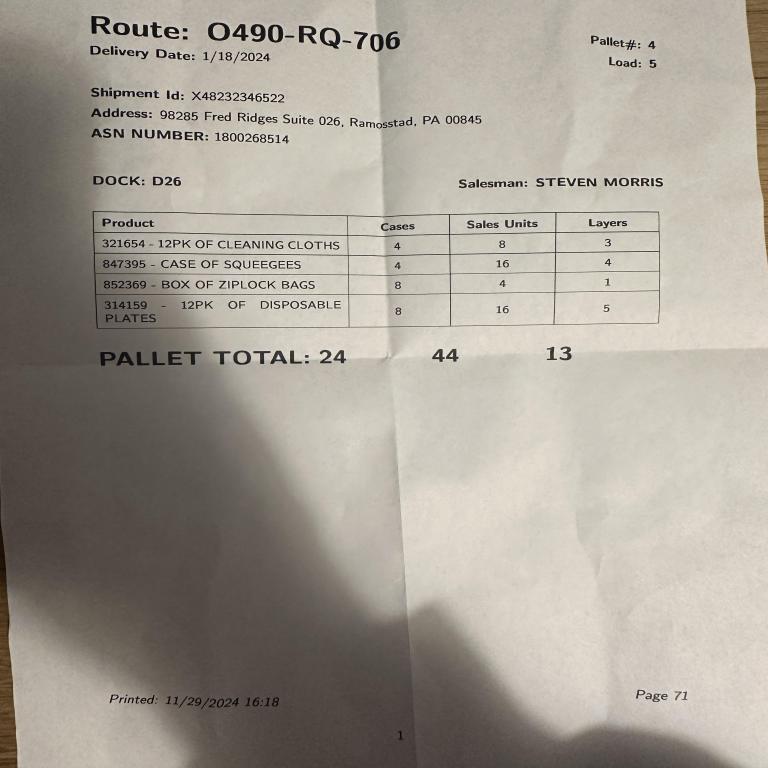 Route: O490-RQ-706
Delivery Date: 1/18/2024
Pallet#: 4
Load: 5
Shipment Id: X48232346522
Address: 98285 Fred Ridges Suite 026, Ramosstad, PA 00845
ASN NUMBER: 1800268514
DOCK: D26 Salesman: STEVEN MORRIS
Product Cases Sales Units Layers
321654 - 12PK OF CLEANING CLOTHS 4 8 3
847395 - CASE OF SQUEEGEES 4 16 4
852369 - BOX OF ZIPLOCK BAGS 8 4 1
314159 - 12PK OF DISPOSABLE
PLATES 8 16 5
PALLET TOTAL: 24 44 13
Printed: 11/29/2024 16:18 Page 71
1